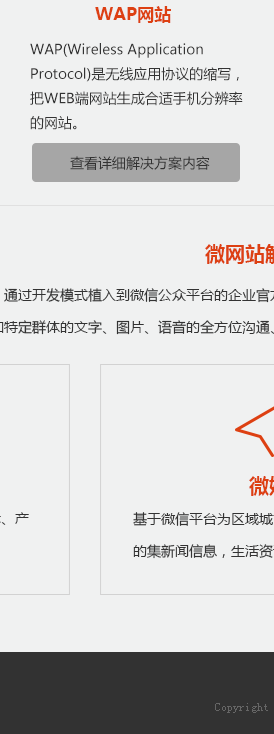 WAP网站
WAP(Wireless Application
Protocol)是无线应用协议的缩写，
把WEB端网站生成合适手机分辨率
的网站。
查看详细解决方案内容
微网站解
通过开发模式植入到微信公众平台的企业官方
和特定群体的文字、图片、语音的全方位沟通、
、产
微
基于微信平台为区域城
的集新闻信息，生活资
Copyright